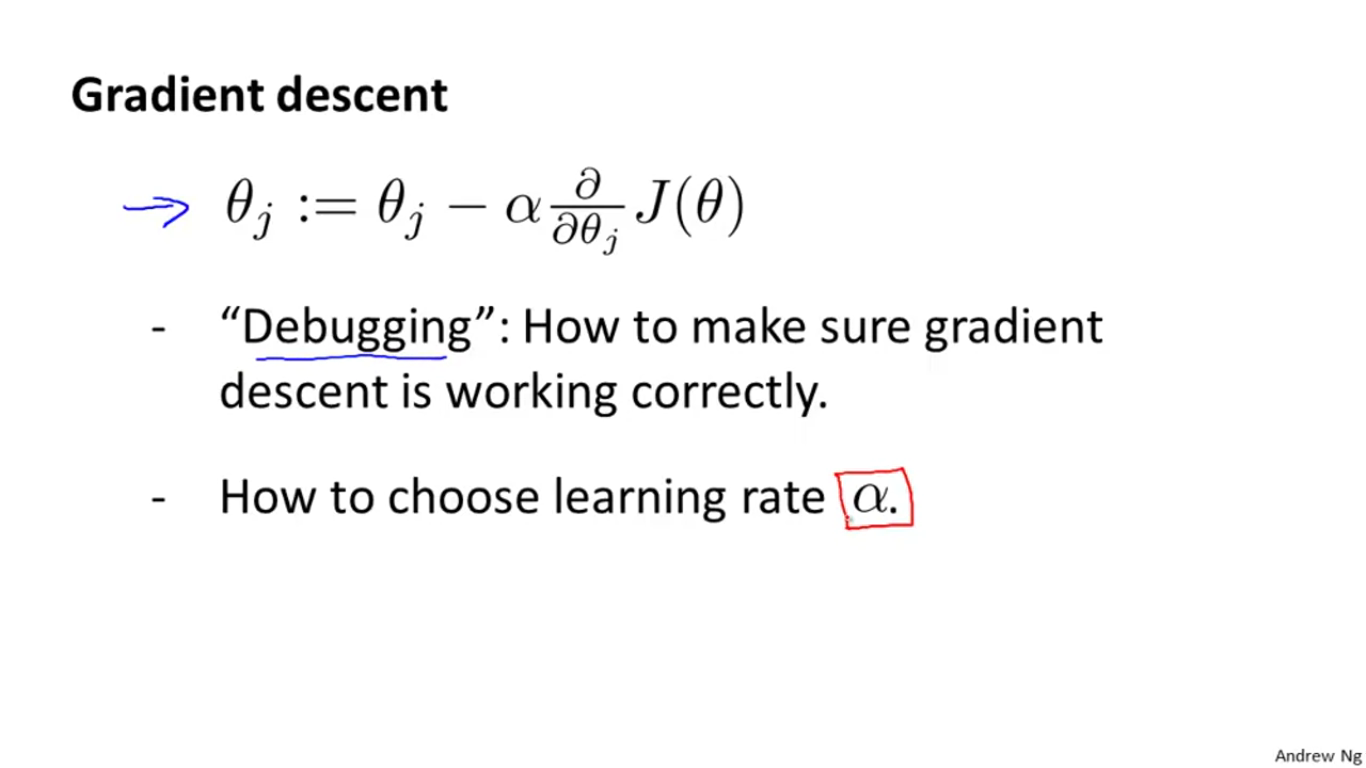 Gradient descent
θj := θj − α ∂/∂θj J(θ)
- “Debugging”: How to make sure gradient
descent is working correctly.
- How to choose learning rate α.
Andrew Ng